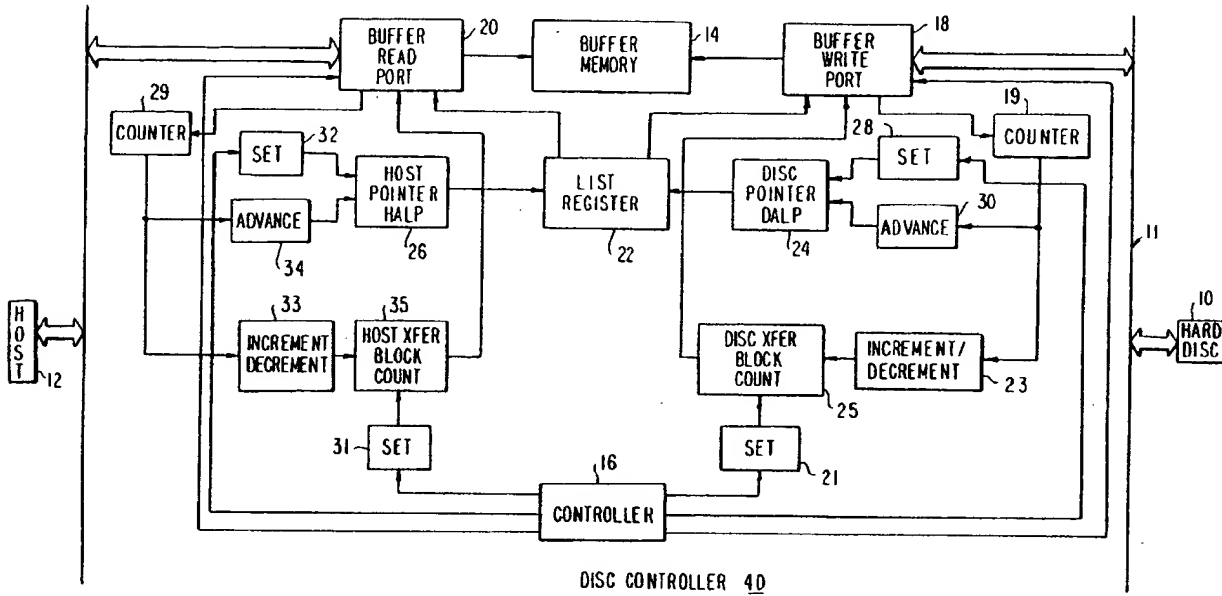 20
BUFFER
READ
PORT
14
BUFFER
MEMORY
18
BUFFER
WRITE
PORT
29
COUNTER
32
SET
HOST
POINTER
HALP
26
ADVANCE
34
LIST
REGISTER
22
DISC
POINTER
DALP
24
28
SET
19
COUNTER
30
ADVANCE
11
HOST
12
33
INCREMENT
DECREMENT
35
HOST XFER
BLOCK
COUNT
DISC XFER
BLOCK
COUNT
25
INCREMENT/
DECREMENT
23
10
HARD
DISC
31
SET
SET
21
16
CONTROLLER
DISC CONTROLLER 40